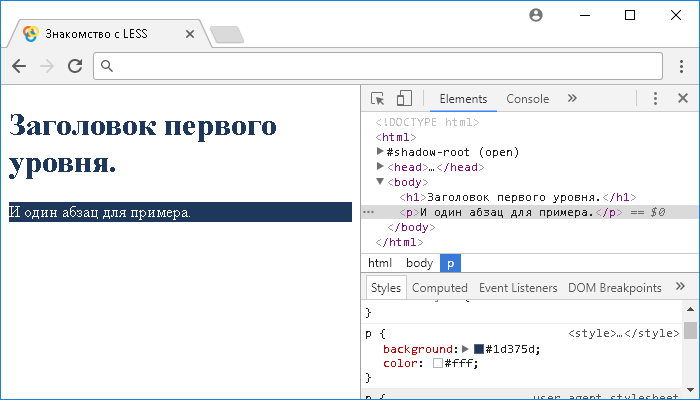 Знакомство с LESS
Заголовок первого
уровня.
И один абзац для примера.
Elements Console »
<!DOCTYPE html>
<html>
#shadow-root (open)
<head>…</head>
<body>
<h1>Заголовок первого уровня.</h1>
<p>И один абзац для примера.</p> == $0
</body>
</html>
html body p
Styles Computed Event Listeners DOM Breakpoints »
}
p { <style>…</style>
background: #1d375d;
color: #fff;
}
p { user agent stylesheet